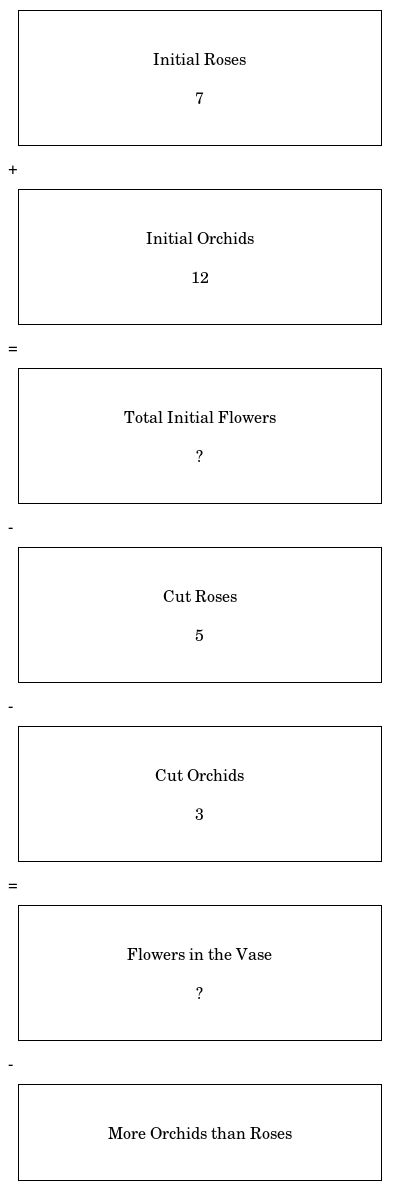 Initial Roses
7
+
Initial Orchids
12
=
Total Initial Flowers
?
-
Cut Roses
5
-
Cut Orchids
3
=
Flowers in the Vase
?
-
More Orchids than Roses